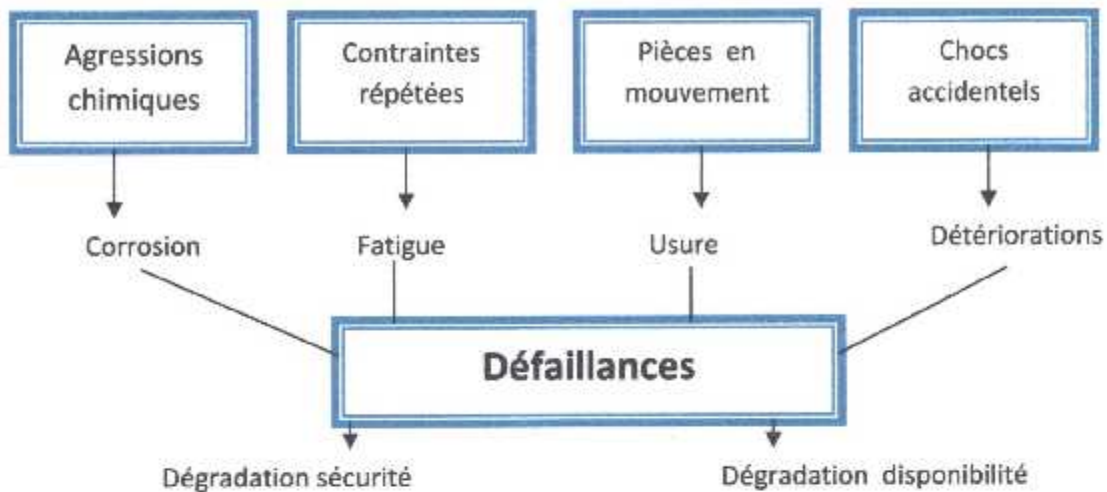 Agressions
chimiques
Contraintes
répétées
Pièces en
mouvement
Chocs
accidentels
Corrosion
Fatigue
Usure
Détériorations
Défaillances
Dégradation sécurité
Dégradation disponibilité